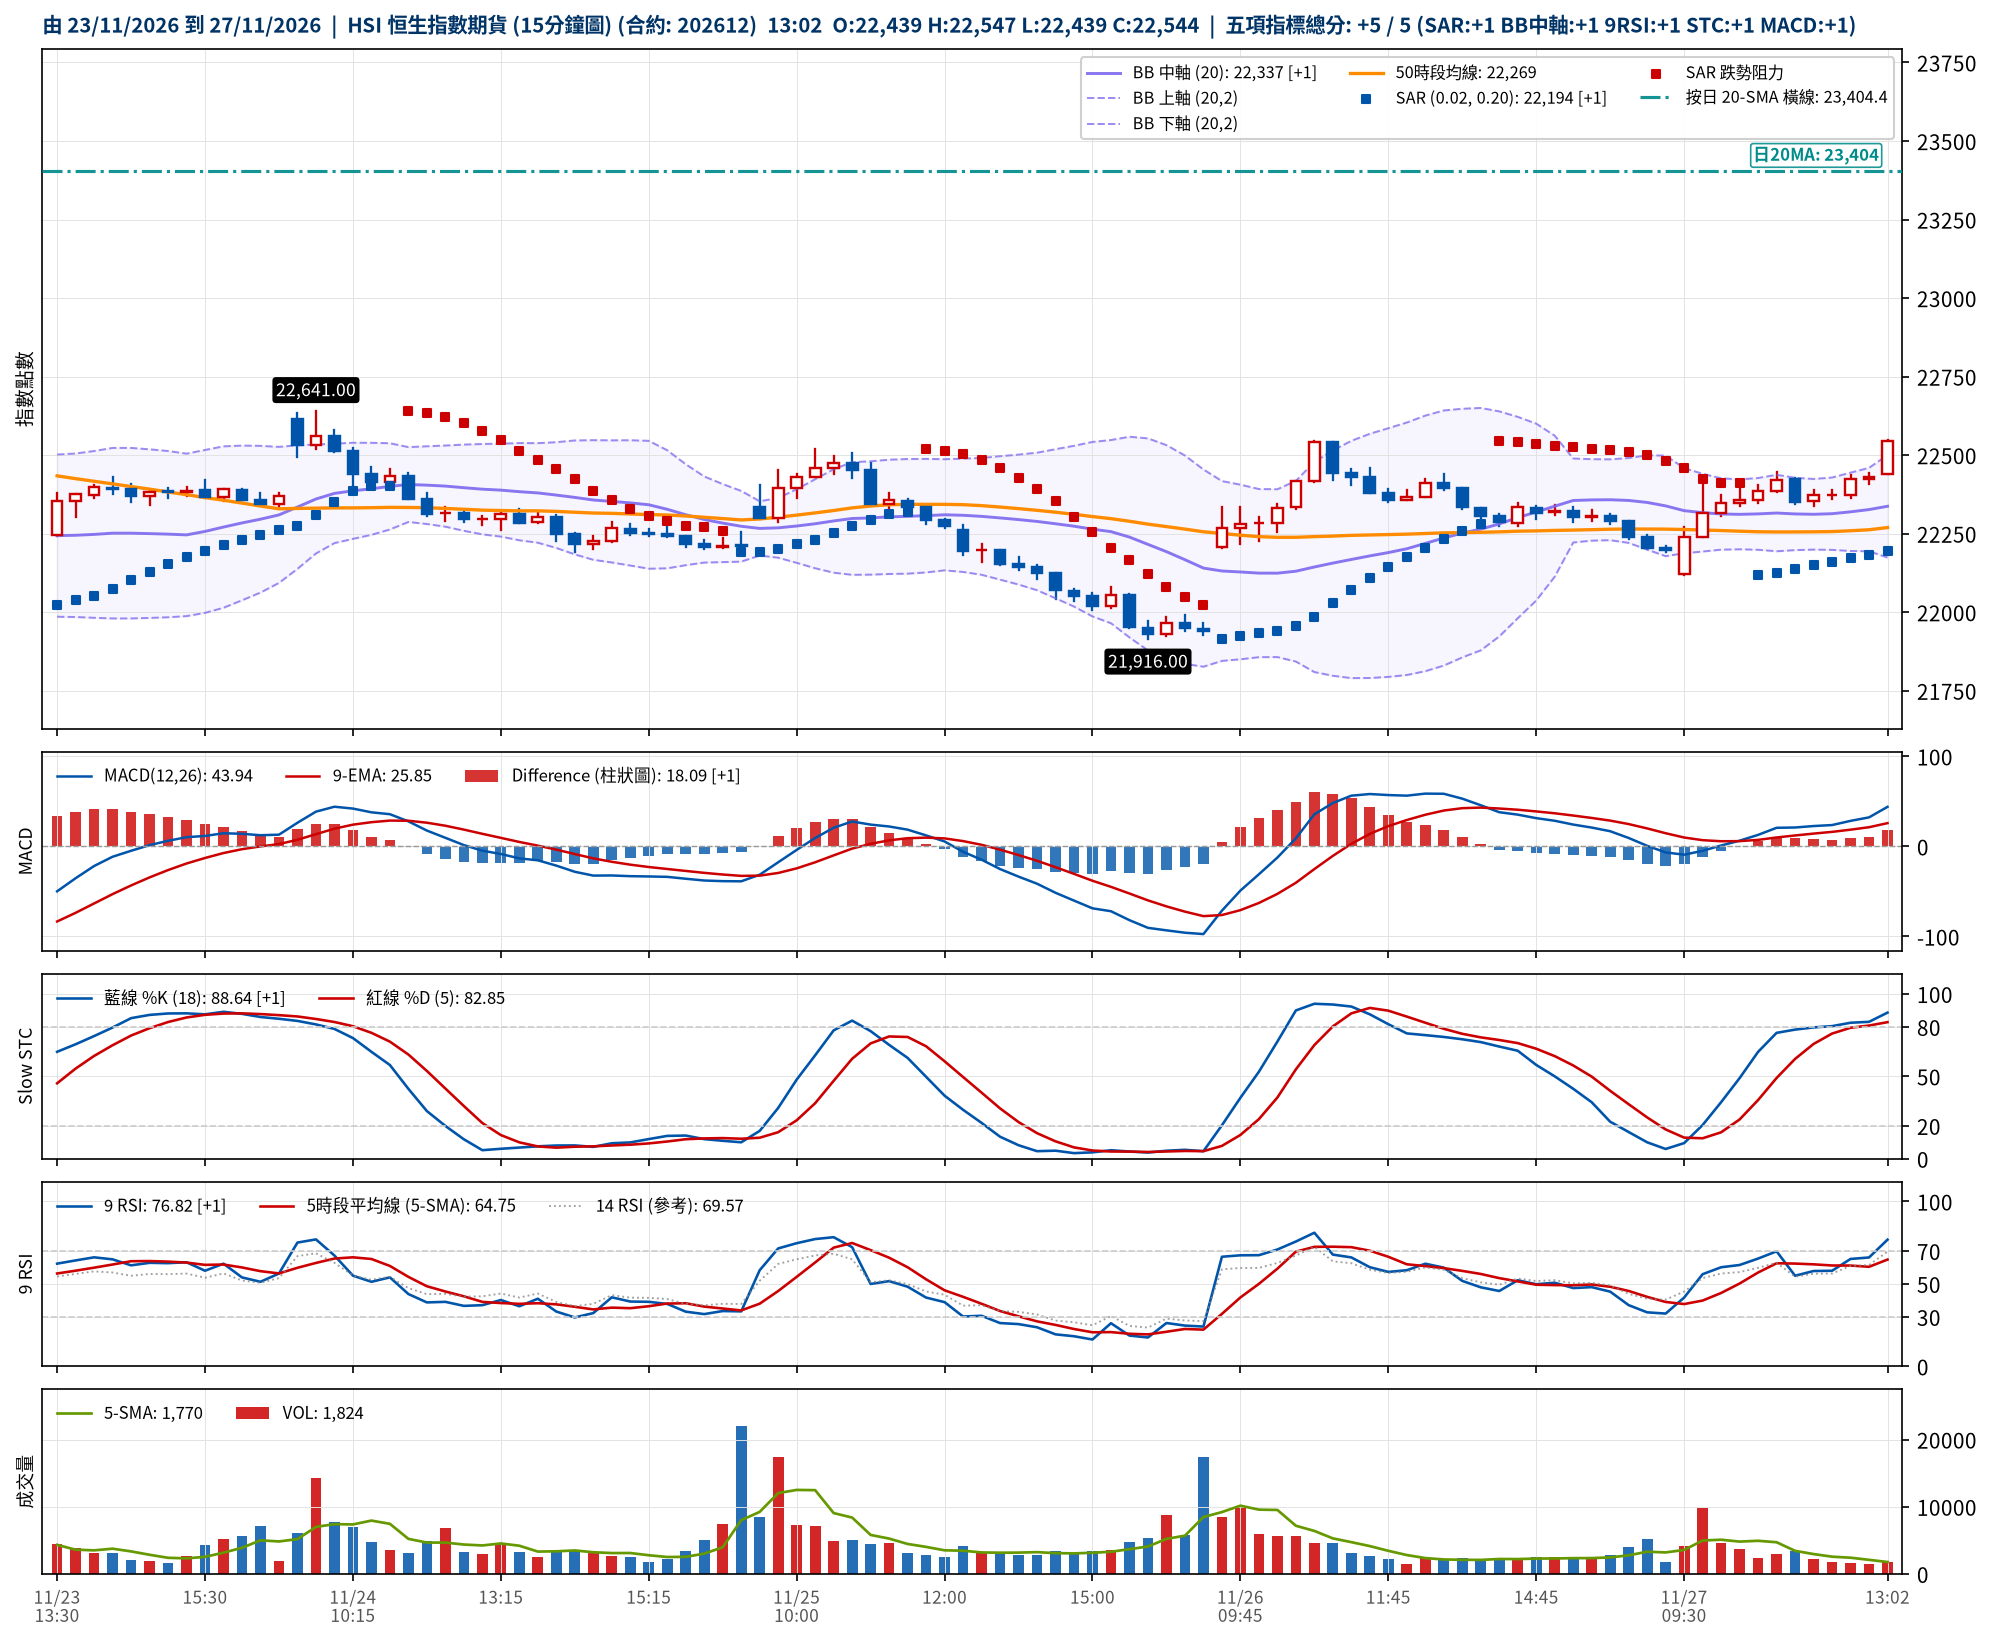 由 23/11/2026 到 27/11/2026 | HSI 恒生指數期貨 (15分鐘圖) (合約: 202612) 13:02 O:22,439 H:22,547 L:22,439 C:22,544 | 五項指標總分: +5 / 5 (SAR:+1 BB中軸:+1 9RSI:+1 STC:+1 MACD:+1)
BB 中軸 (20): 22,337 [+1]
BB 上軸 (20,2)
BB 下軸 (20,2)
50時段均線: 22,269
SAR (0.02, 0.20): 22,194 [+1]
SAR 跌勢阻力
按日 20-SMA 橫線: 23,404.4
日20MA: 23,404
22,641.00
21,916.00
指數點數
23750
23500
23250
23000
22750
22500
22250
22000
21750
MACD(12,26): 43.94
9-EMA: 25.85
Difference (柱狀圖): 18.09 [+1]
MACD
100
0
-100
藍線 %K (18): 88.64 [+1]
紅線 %D (5): 82.85
Slow STC
100
80
50
20
0
9 RSI: 76.82 [+1]
5時段平均線 (5-SMA): 64.75
14 RSI (參考): 69.57
9 RSI
100
70
50
30
0
5-SMA: 1,770
VOL: 1,824
成交量
20000
10000
0
11/23
13:30
15:30
11/24
10:15
13:15
15:15
11/25
10:00
12:00
15:00
11/26
09:45
11:45
14:45
11/27
09:30
13:02